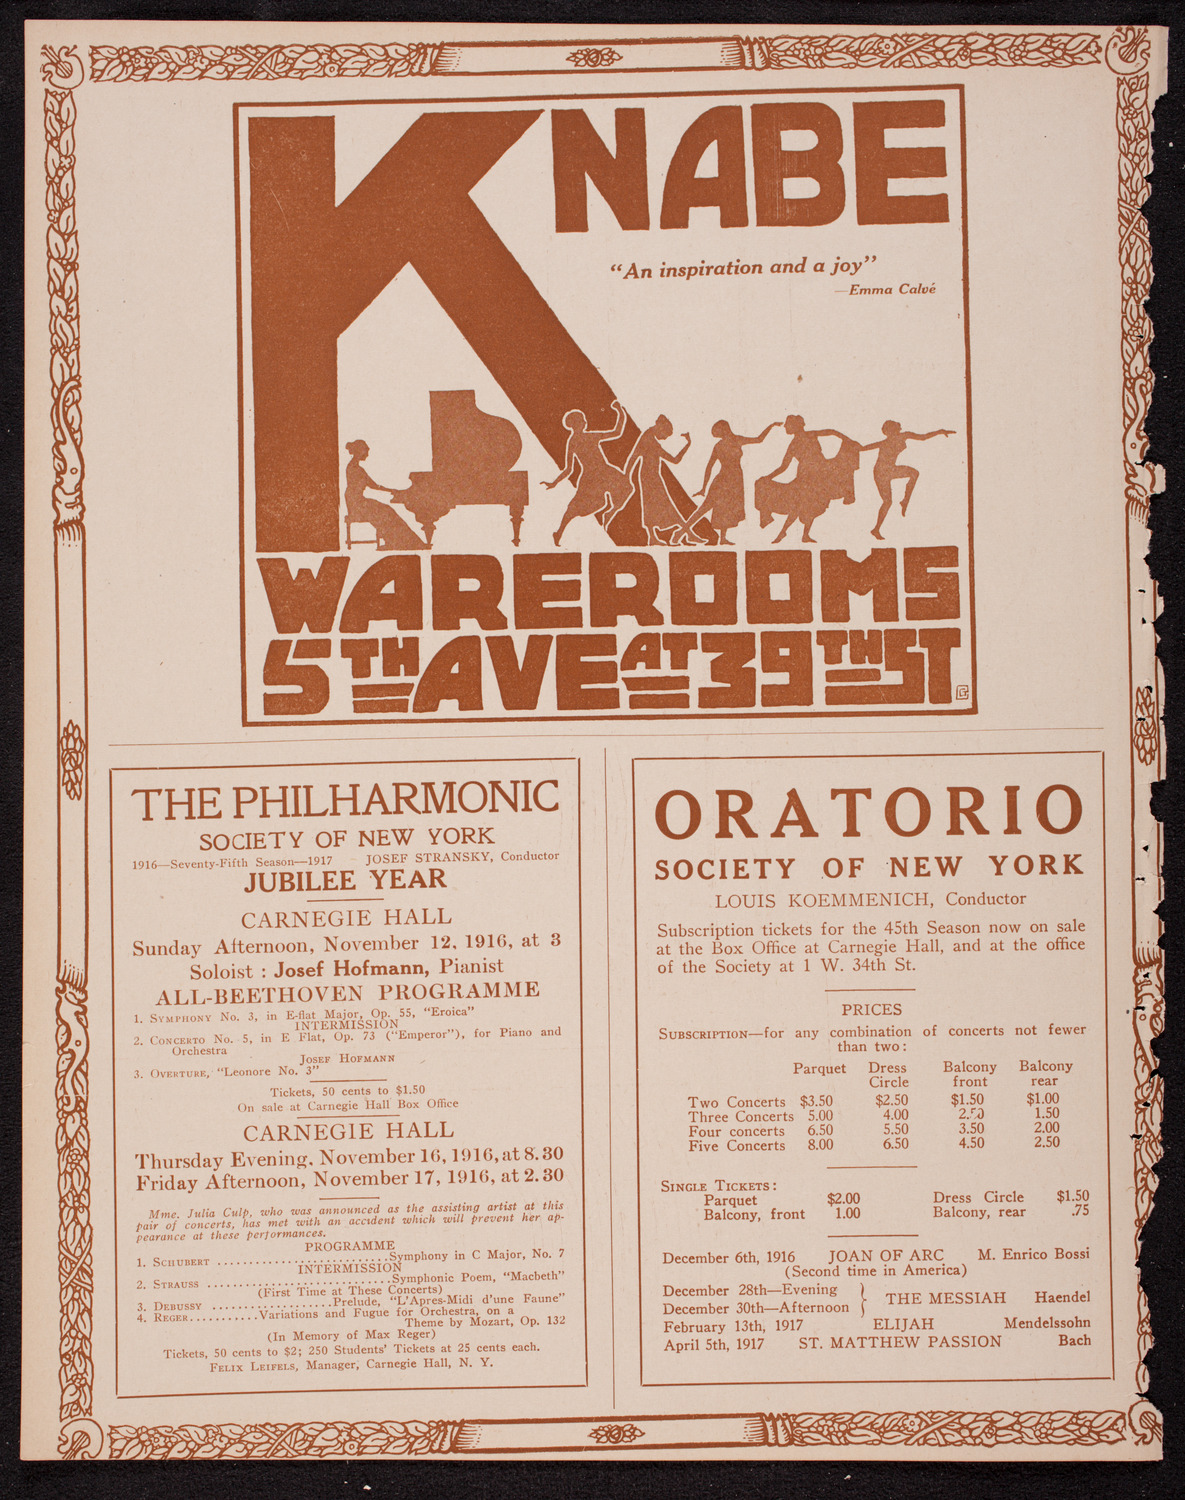 KNABE
"An inspiration and a joy"
—Emma Calvé
WAREROOMS
5TH AVE AT 39TH ST
THE PHILHARMONIC
SOCIETY OF NEW YORK
1916—Seventy-Fifth Season—1917 JOSEF STRANSKY, Conductor
JUBILEE YEAR
CARNEGIE HALL
Sunday Afternoon, November 12, 1916, at 3
Soloist : Josef Hofmann, Pianist
ALL-BEETHOVEN PROGRAMME
1. SYMPHONY No. 3, in E-flat Major, Op. 55, "Eroica"
INTERMISSION
2. CONCERTO No. 5, in E Flat, Op. 73 ("Emperor"), for Piano and
Orchestra
JOSEF HOFMANN
3. OVERTURE, "Leonore No. 3"
Tickets, 50 cents to $1.50
On sale at Carnegie Hall Box Office
CARNEGIE HALL
Thursday Evening, November 16, 1916, at 8.30
Friday Afternoon, November 17, 1916, at 2.30
Mme. Julia Culp, who was announced as the assisting artist at this
pair of concerts, has met with an accident which will prevent her ap-
pearance at these performances.
PROGRAMME
1. SCHUBERT ..........................Symphony in C Major, No. 7
INTERMISSION
2. STRAUSS ............................Symphonic Poem, "Macbeth"
(First Time at These Concerts)
3. DEBUSSY ..................Prelude, "L'Apres-Midi d'une Faune"
4. REGER...........Variations and Fugue for Orchestra, on a
Theme by Mozart, Op. 132
(In Memory of Max Reger)
Tickets, 50 cents to $2; 250 Students' Tickets at 25 cents each.
FELIX LEIFELS, Manager, Carnegie Hall, N. Y.
ORATORIO
SOCIETY OF NEW YORK
LOUIS KOEMMENICH, Conductor
Subscription tickets for the 45th Season now on sale
at the Box Office at Carnegie Hall, and at the office
of the Society at 1 W. 34th St.
PRICES
SUBSCRIPTION—for any combination of concerts not fewer
than two:
Parquet Dress Balcony Balcony
Circle front rear
Two Concerts $3.50 $2.50 $1.50 $1.00
Three Concerts 5.00 4.00 2.50 1.50
Four concerts 6.50 5.50 3.50 2.00
Five Concerts 8.00 6.50 4.50 2.50
SINGLE TICKETS:
Parquet $2.00 Dress Circle $1.50
Balcony, front 1.00 Balcony, rear .75
December 6th, 1916 JOAN OF ARC M. Enrico Bossi
(Second time in America)
December 28th—Evening
December 30th—Afternoon } THE MESSIAH Haendel
February 13th, 1917 ELIJAH Mendelssohn
April 5th, 1917 ST. MATTHEW PASSION Bach